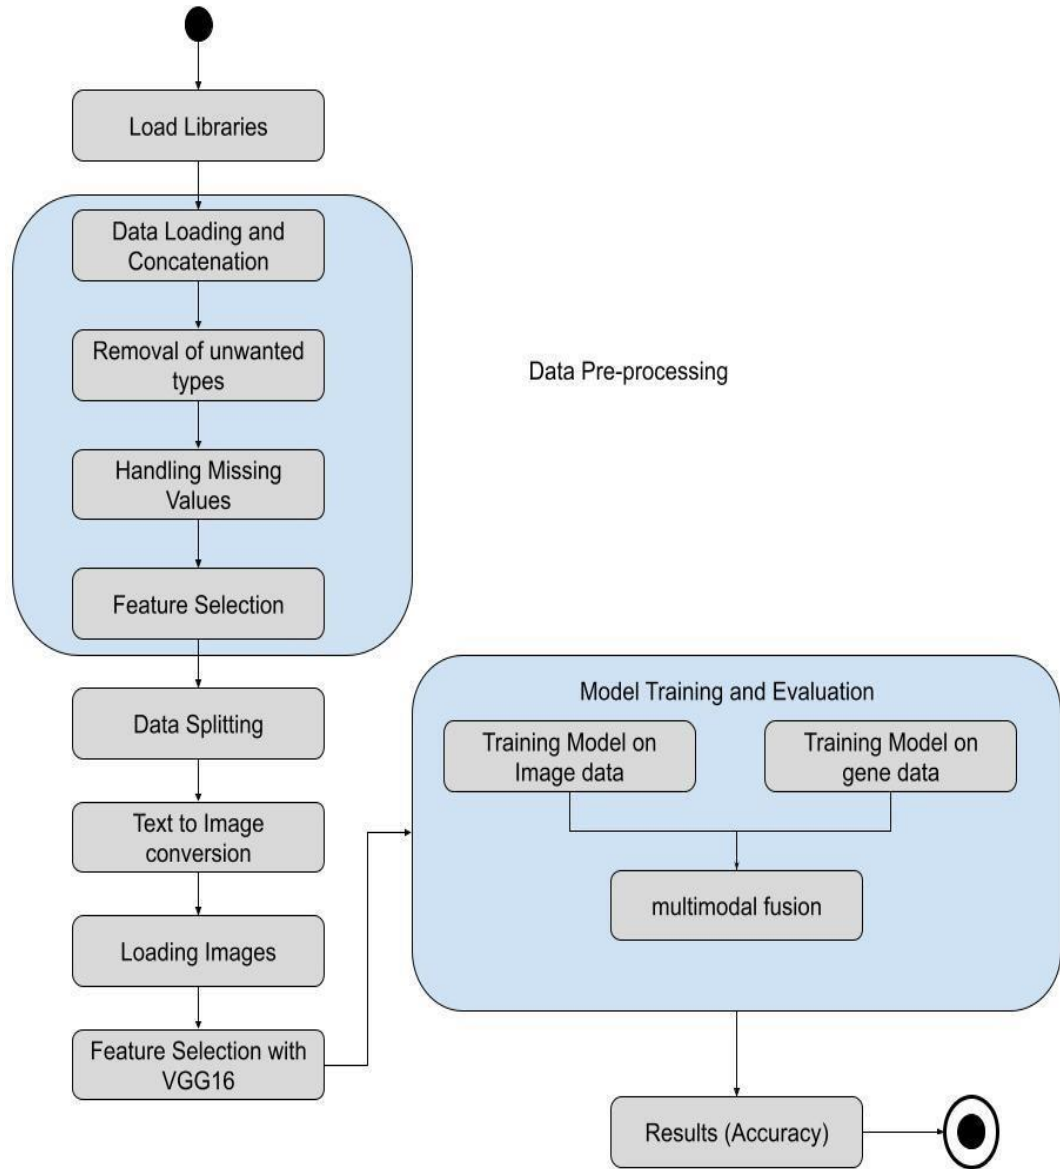 Load Libraries
Data Loading and
Concatenation
Removal of unwanted
types
Data Pre-processing
Handling Missing
Values
Feature Selection
Data Splitting
Text to Image
conversion
Loading Images
Feature Selection with
VGG16
Model Training and Evaluation
Training Model on
Image data
Training Model on
gene data
multimodal fusion
Results (Accuracy)